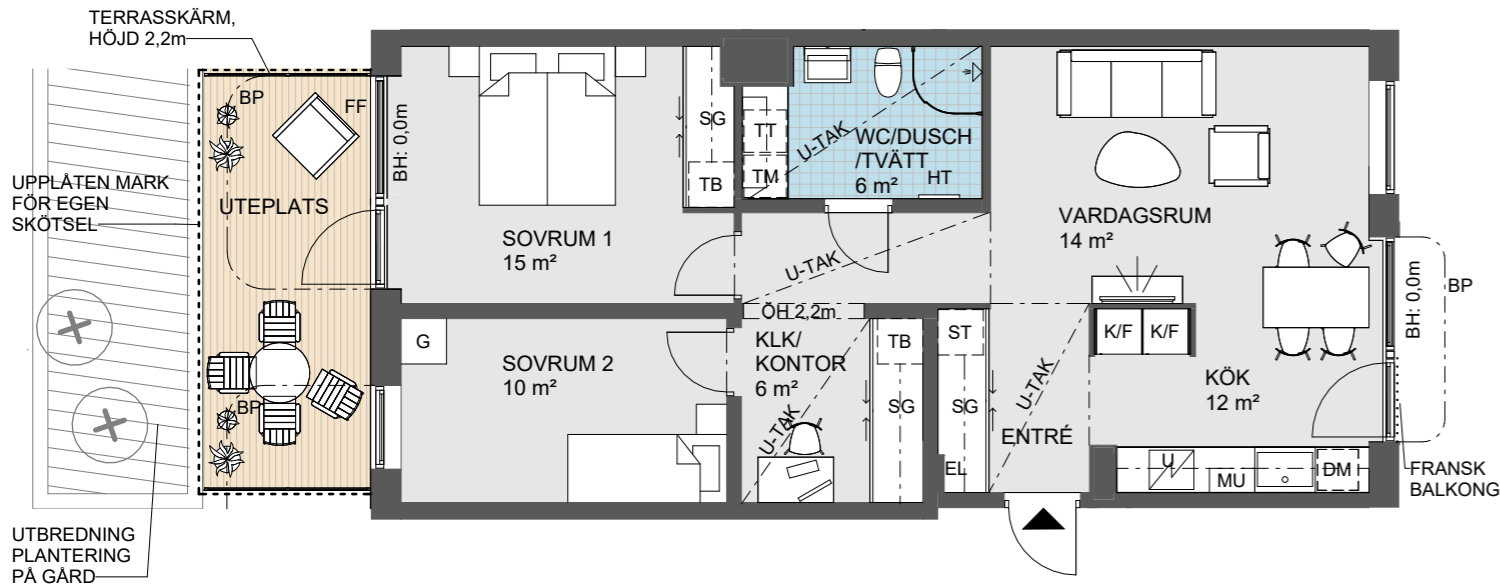 TERRASSKÄRM,
HÖJD 2,2m
BP
FF
BH: 0,0m
UPPLÅTEN MARK
FÖR EGEN
SKÖTSEL
UTEPLATS
BP
UTBREDNING
PLANTERING
PÅ GÅRD
SOVRUM 1
15 m²
SG
TB
TT
TM
U-TAK
WC/DUSCH
/TVÄTT
6 m²
HT
U-TAK
VARDAGSRUM
14 m²
BH: 0,0m
BP
G
SOVRUM 2
10 m²
ÖH 2,2m
KLK/
KONTOR
6 m²
U-TAK
TB
SG
ST
SG
EL
U-TAK
ENTRÉ
K/F
K/F
KÖK
12 m²
U
MU
DM
FRANSK
BALKONG